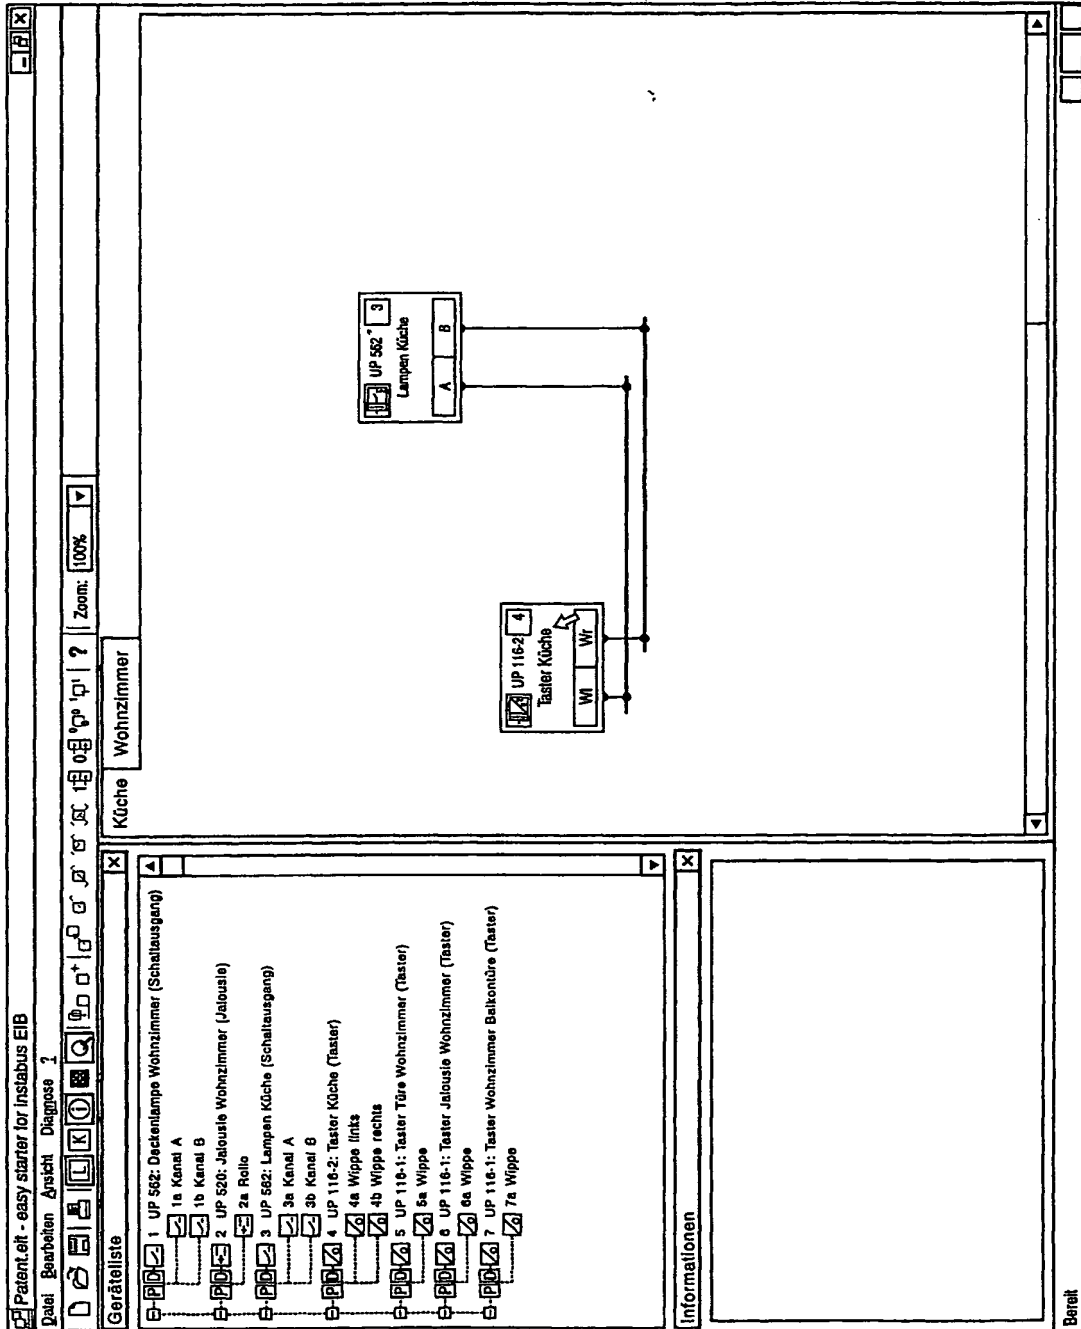 Patent.elt - easy starter for instabus EIB
Datei Bearbeiten Ansicht Diagnose ?
L K i ? Zoom: 100%
Geräteliste
P D 1 UP 562: Deckenlampe Wohnzimmer (Schaltausgang)
1a Kanal A
1b Kanal B
P D 2 UP 520: Jalousie Wohnzimmer (Jalousie)
2a Rollo
P D 3 UP 562: Lampen Küche (Schaltausgang)
3a Kanal A
3b Kanal B
P D 4 UP 116-2: Taster Küche (Taster)
4a Wippe links
4b Wippe rechts
P D 5 UP 116-1: Taster Türe Wohnzimmer (Taster)
5a Wippe
P D 6 UP 116-1: Taster Jalousie Wohnzimmer (Taster)
6a Wippe
P D 7 UP 116-1: Taster Wohnzimmer Balkontüre (Taster)
7a Wippe
Informationen
Küche Wohnzimmer
UP 116-2 4
Taster Küche
Wl Wr
UP 562 3
Lampen Küche
A B
Bereit